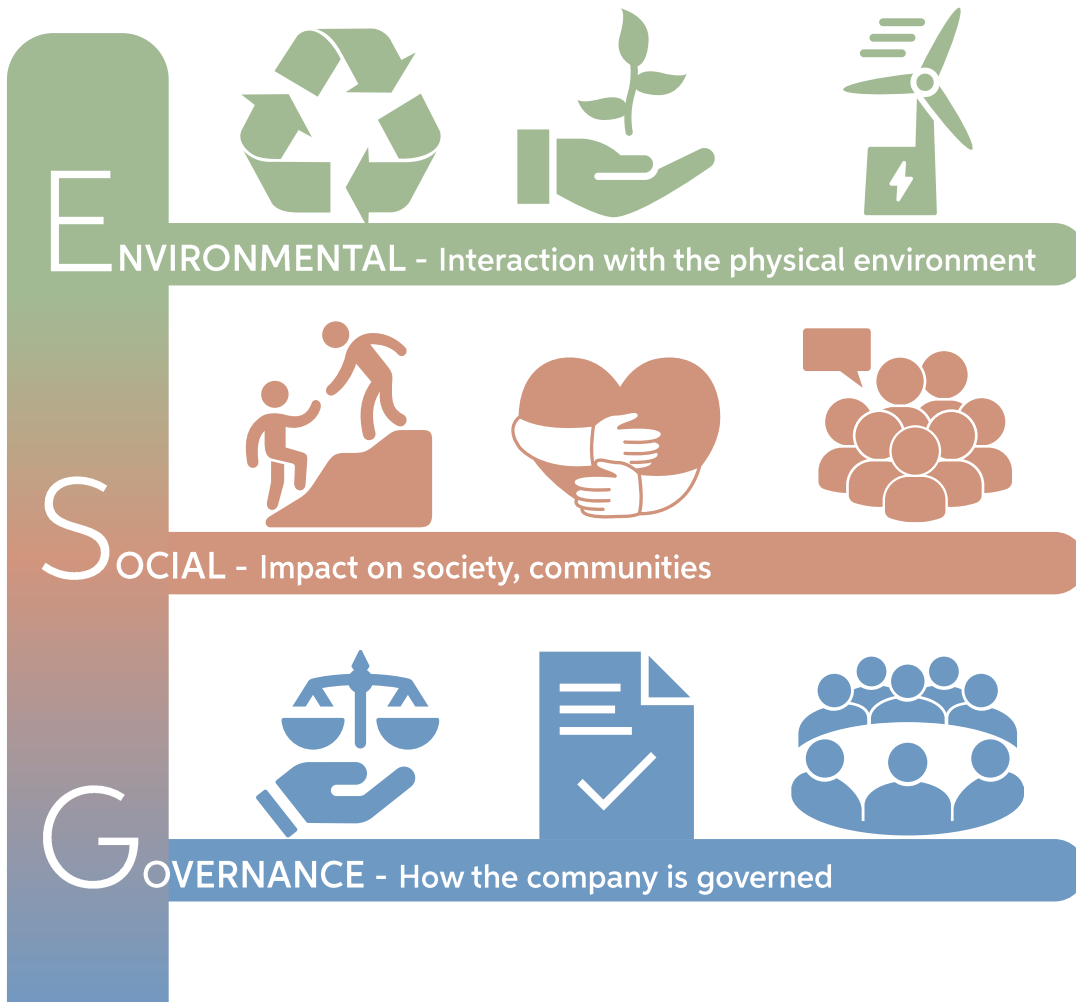 ENVIRONMENTAL - Interaction with the physical environment
SOCIAL - Impact on society, communities
GOVERNANCE - How the company is governed